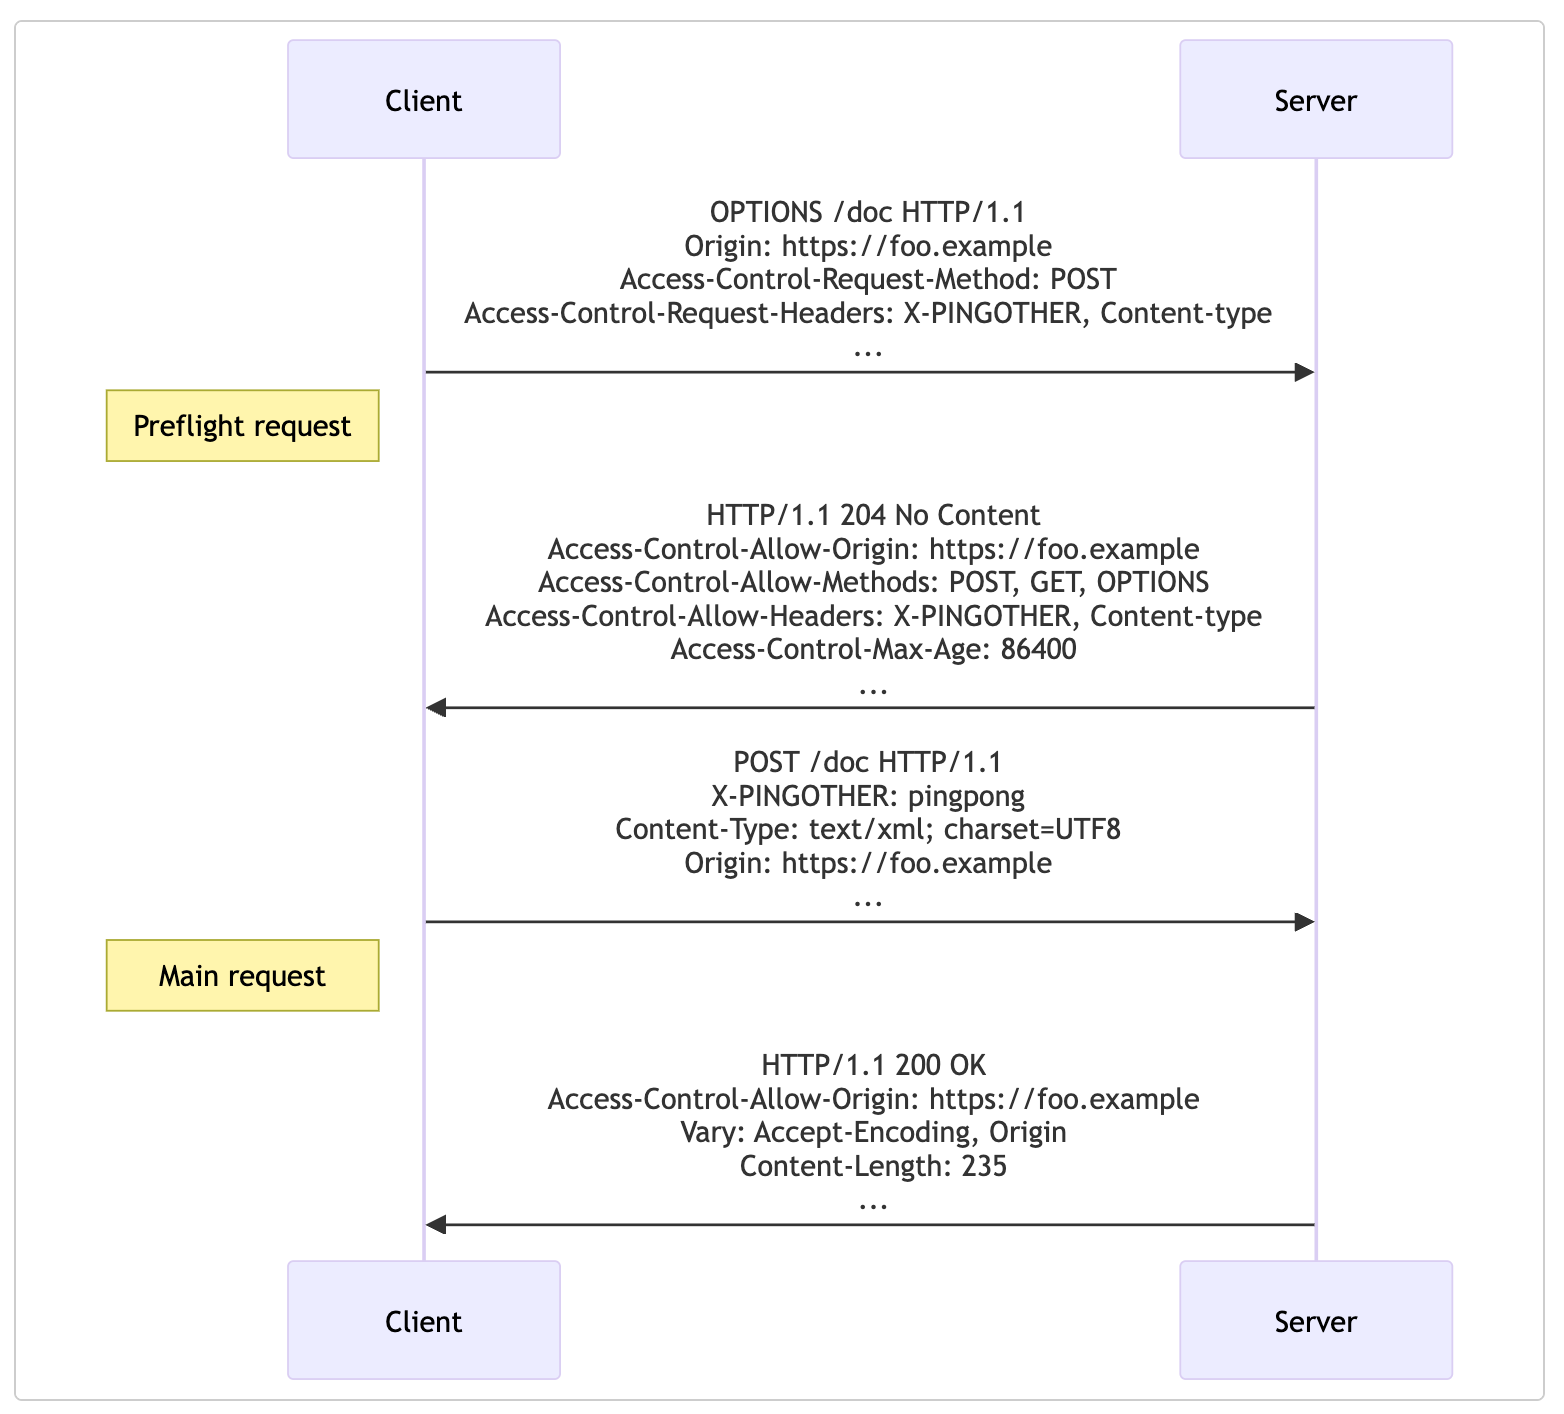 Client
Server
OPTIONS /doc HTTP/1.1
Origin: https://foo.example
Access-Control-Request-Method: POST
Access-Control-Request-Headers: X-PINGOTHER, Content-type
...
Preflight request
HTTP/1.1 204 No Content
Access-Control-Allow-Origin: https://foo.example
Access-Control-Allow-Methods: POST, GET, OPTIONS
Access-Control-Allow-Headers: X-PINGOTHER, Content-type
Access-Control-Max-Age: 86400
...
POST /doc HTTP/1.1
X-PINGOTHER: pingpong
Content-Type: text/xml; charset=UTF8
Origin: https://foo.example
...
Main request
HTTP/1.1 200 OK
Access-Control-Allow-Origin: https://foo.example
Vary: Accept-Encoding, Origin
Content-Length: 235
...
Client
Server